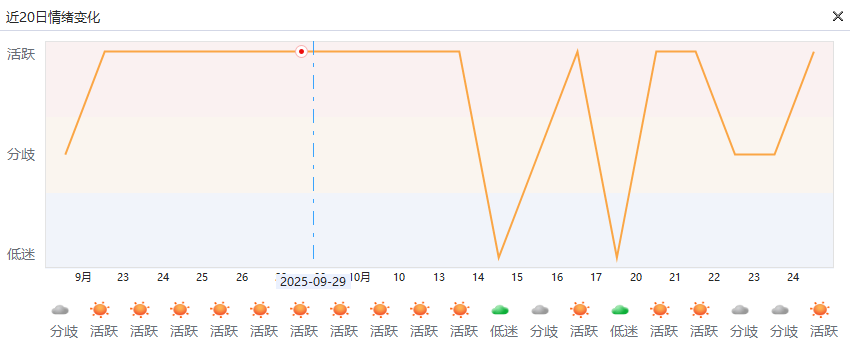 近20日情绪变化
活跃
分歧
低迷
9月 23 24 25 26 2025-09-29 10月 10 13 14 15 16 17 20 21 22 23 24
分歧 活跃 活跃 活跃 活跃 活跃 活跃 活跃 活跃 活跃 活跃 低迷 分歧 活跃 低迷 活跃 活跃 分歧 分歧 活跃